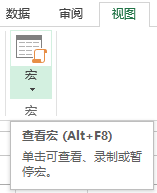 数据 审阅 视图
宏
宏
查看宏 (Alt+F8)
单击可查看、录制或暂
停宏。